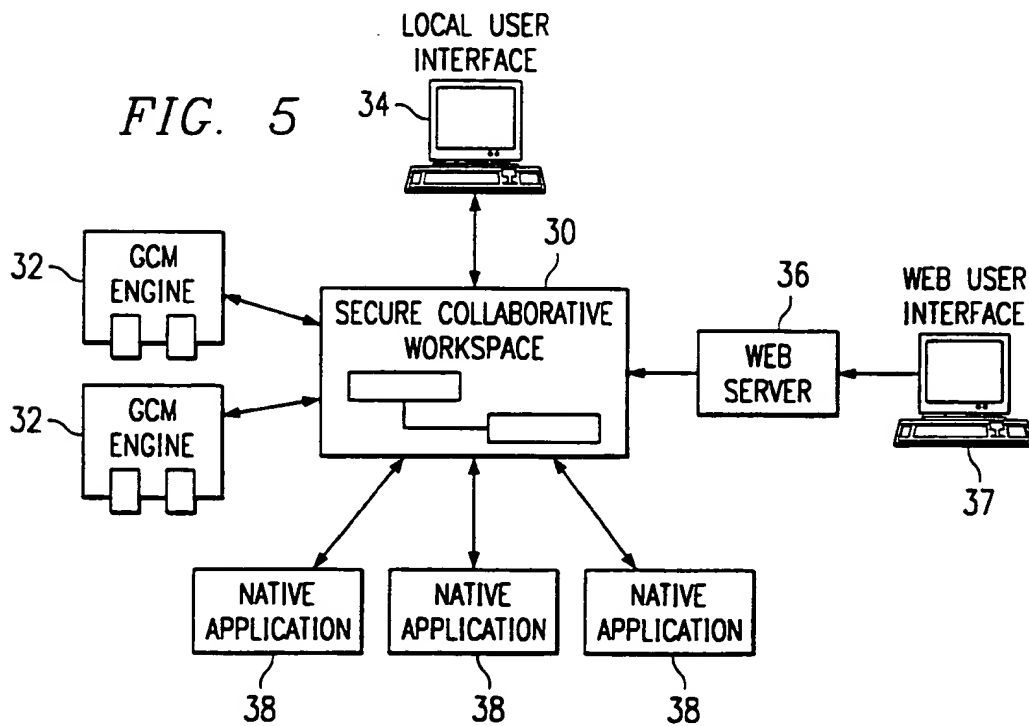 LOCAL USER
INTERFACE
FIG. 5
34
30
32
GCM
ENGINE
SECURE COLLABORATIVE
WORKSPACE
36
WEB USER
INTERFACE
WEB
SERVER
32
GCM
ENGINE
37
NATIVE
APPLICATION
NATIVE
APPLICATION
NATIVE
APPLICATION
38
38
38